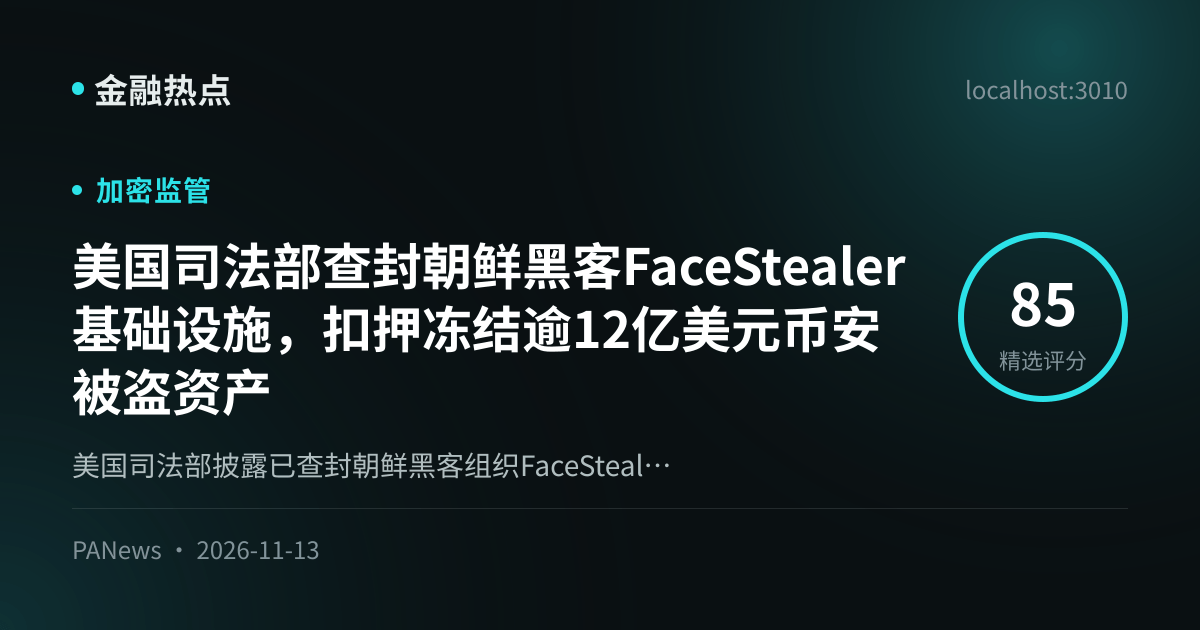 金融热点
localhost:3010
加密监管
美国司法部查封朝鲜黑客FaceStealer
基础设施，扣押冻结逾12亿美元币安
被盗资产
85
精选评分
美国司法部披露已查封朝鲜黑客组织FaceSteal…
PANews • 2026-11-13